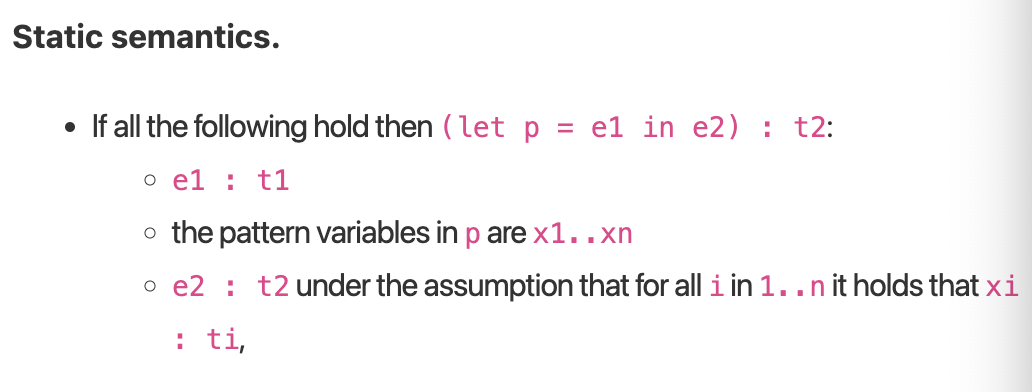 Static semantics.
• If all the following hold then (let p = e1 in e2) : t2:
○ e1 : t1
○ the pattern variables in p are x1..xn
○ e2 : t2 under the assumption that for all i in 1..n it holds that xi
: ti,